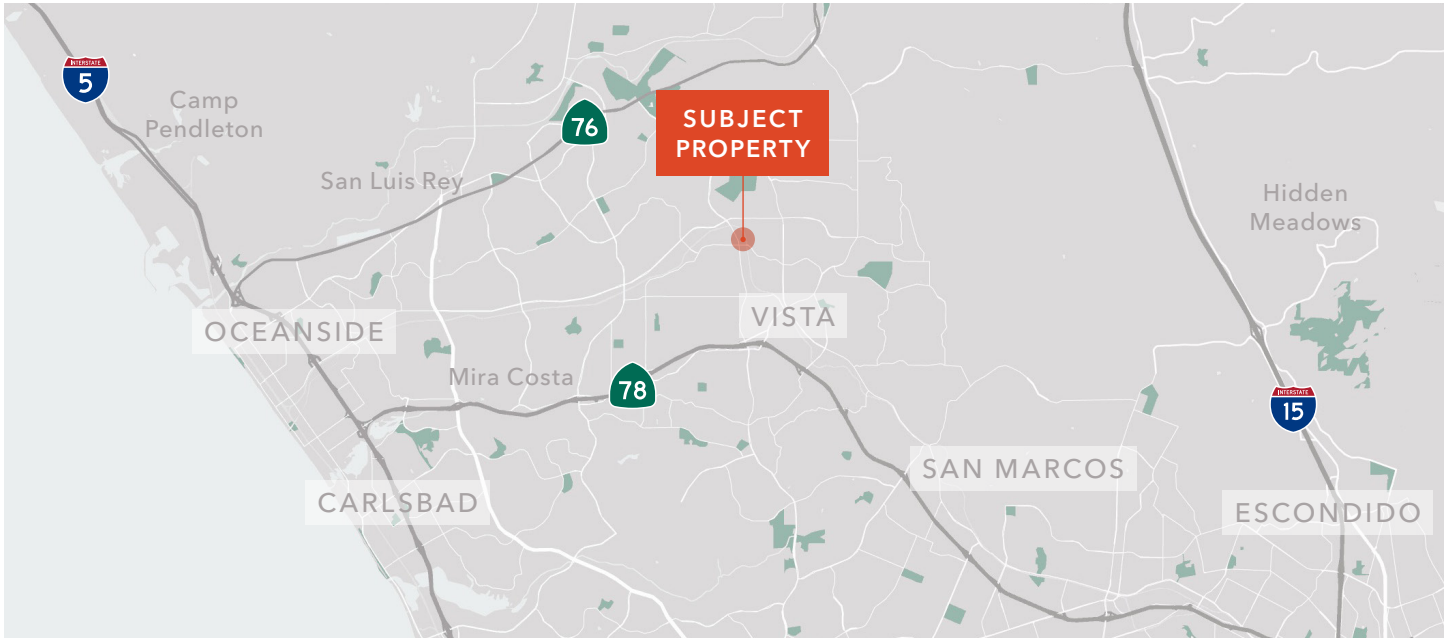 INTERSTATE
5
Camp
Pendleton
76
SUBJECT
PROPERTY
San Luis Rey
Hidden
Meadows
OCEANSIDE
VISTA
Mira Costa
78
INTERSTATE
15
SAN MARCOS
CARLSBAD
ESCONDIDO